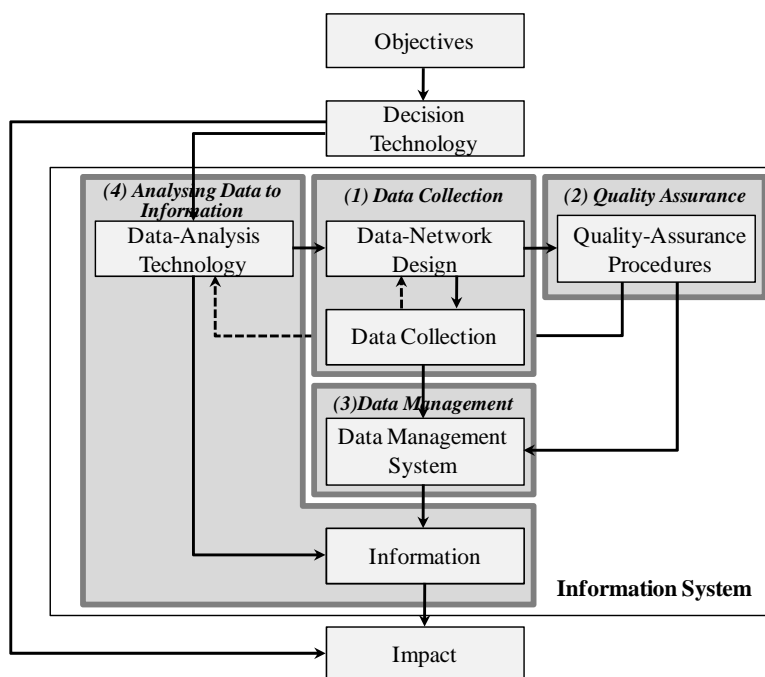 Objectives
Decision
Technology
(4) Analysing Data to
Information
(1) Data Collection
(2) Quality Assurance
Data-Analysis
Technology
Data-Network
Design
Quality-Assurance
Procedures
Data Collection
(3)Data Management
Data Management
System
Information
Information System
Impact